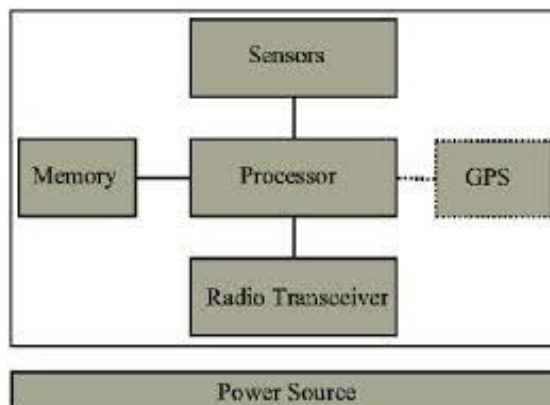 Sensors
Memory
Processor
GPS
Radio Transceiver
Power Source